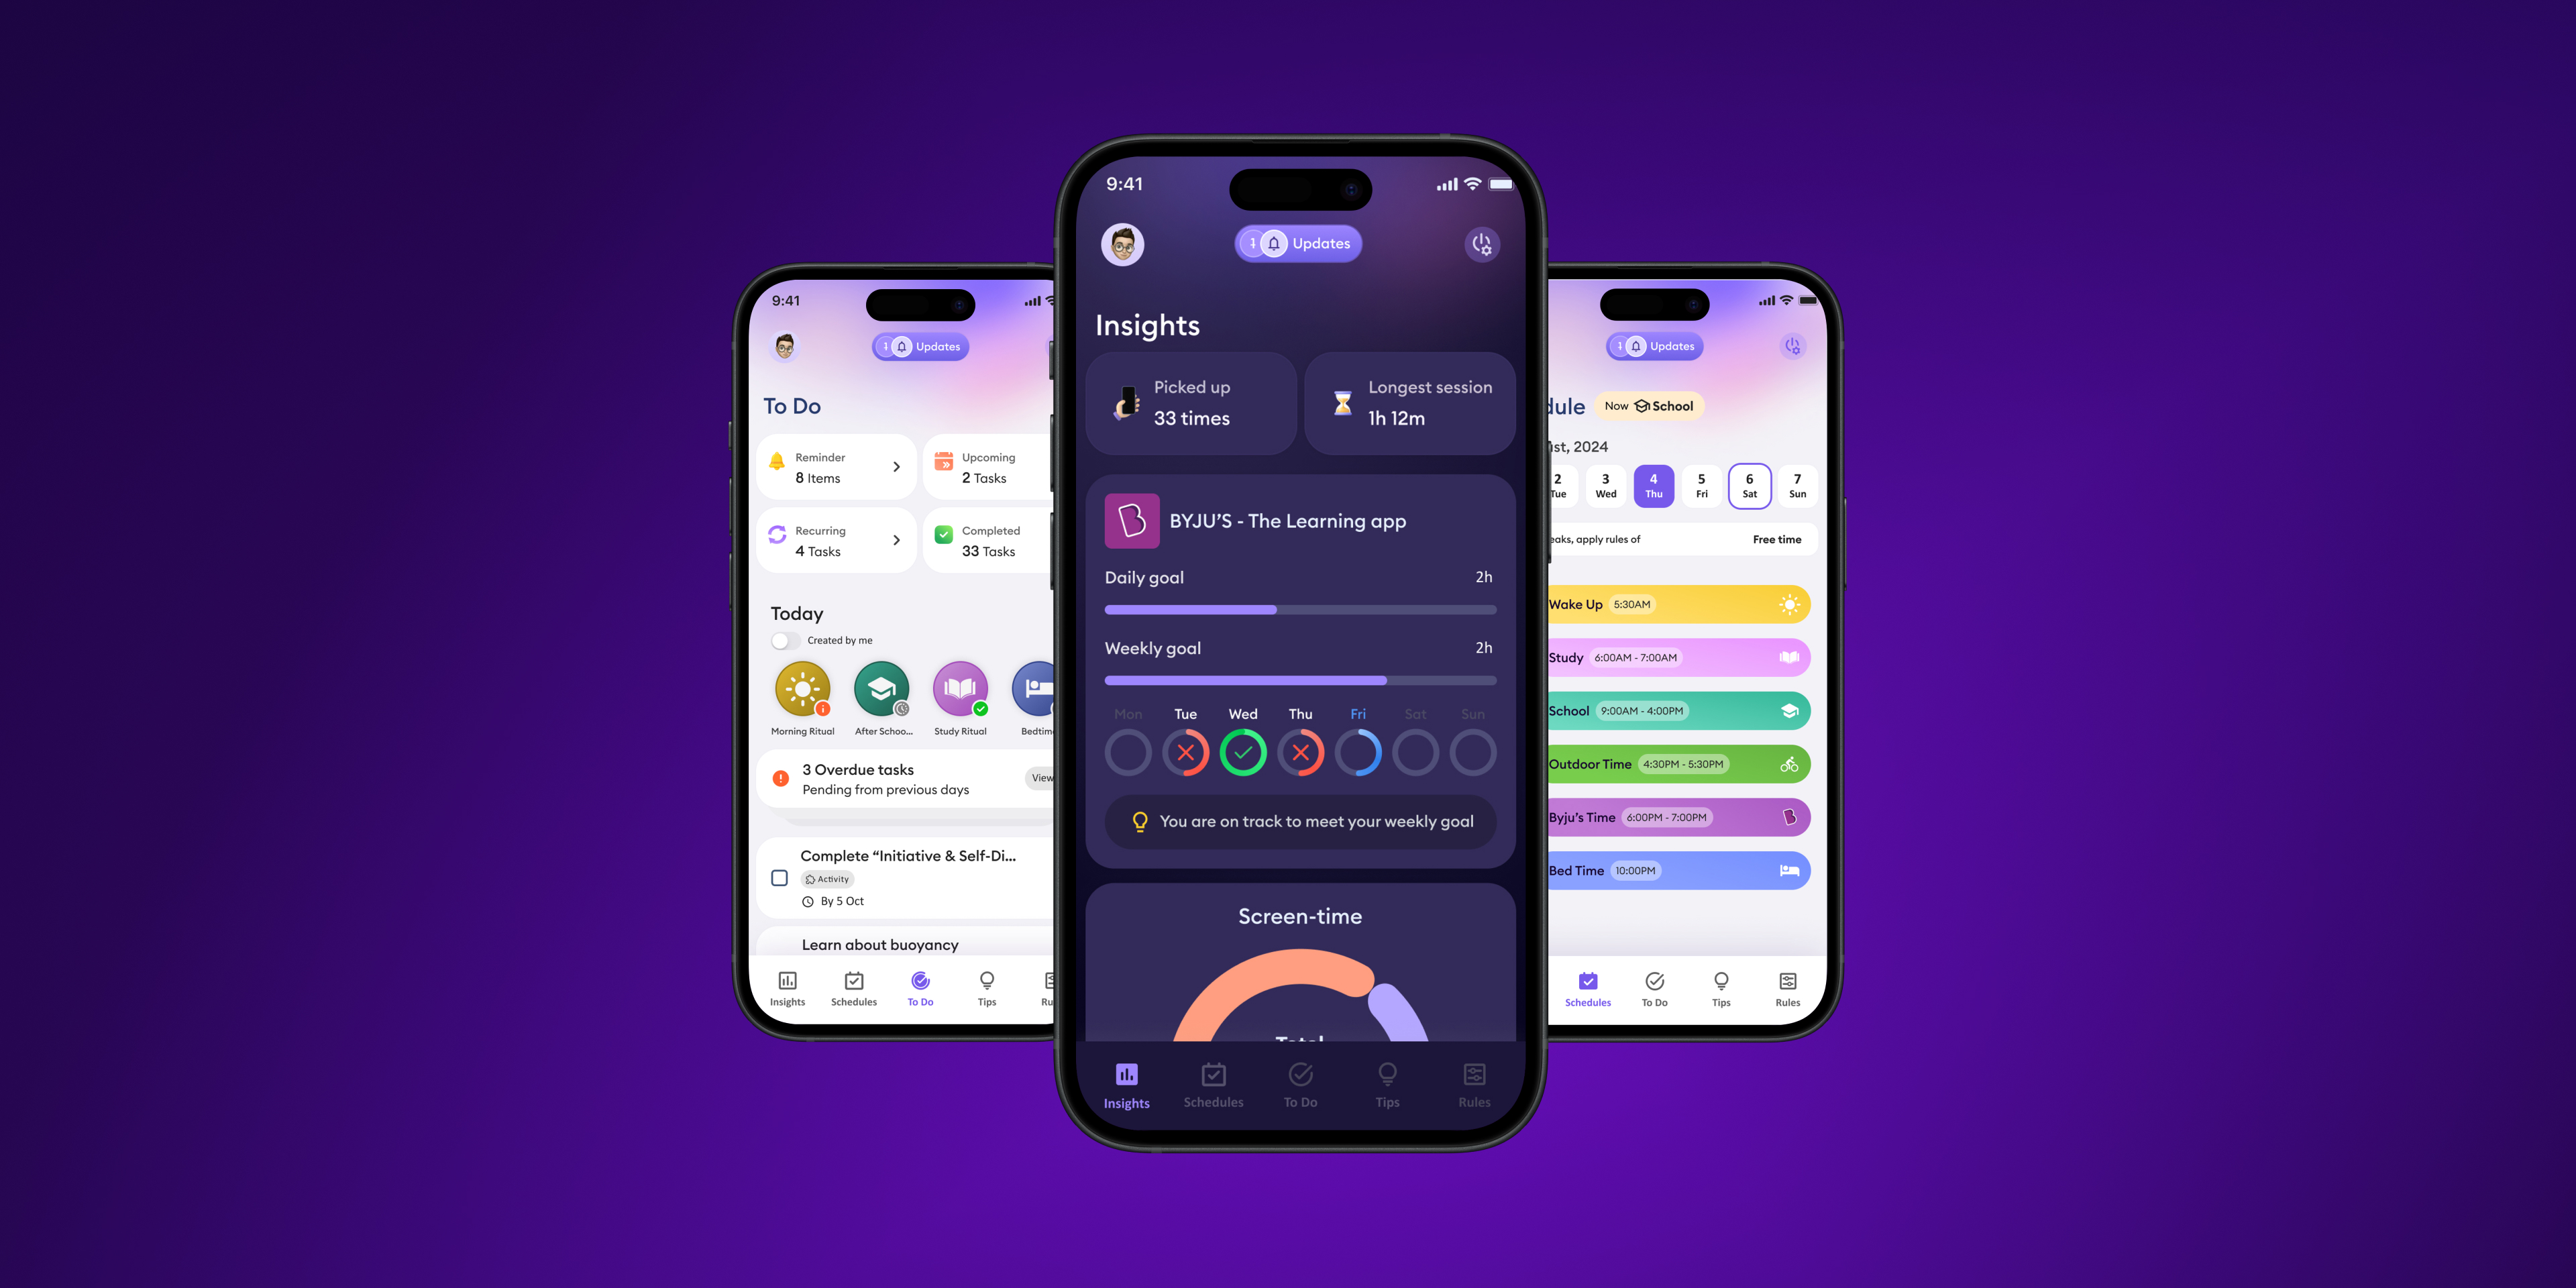 9:41
Updates
To Do
Reminder
8 Items
Upcoming
2 Tasks
Recurring
4 Tasks
Completed
33 Tasks
Today
Created by me
Morning Ritual
After Schoo...
Study Ritual
3 Overdue tasks
Pending from previous days
View
Complete “Initiative & Self-Di...
Activity
By 5 Oct
Learn about buoyancy
Insights
Schedules
To Do
Tips
9:41
1
Updates
Insights
Picked up
33 times
Longest session
1h 12m
BYJU'S - The Learning app
Daily goal 2h
Weekly goal 2h
Mon Tue Wed Thu Fri Sat Sun
You are on track to meet your weekly goal
Screen-time
Insights
Schedules
To Do
Tips
Rules
Updates
Now School
2024
2 3 4 5 6 7
Tue Wed Thu Fri Sat Sun
apply rules of Free time
Wake Up 5:30AM
Study 6:00AM - 7:00AM
School 9:00AM - 4:00PM
Outdoor Time 4:30PM - 5:30PM
Byju's Time 6:00PM - 7:00PM
Bed Time 10:00PM
Schedules
To Do
Tips
Rules